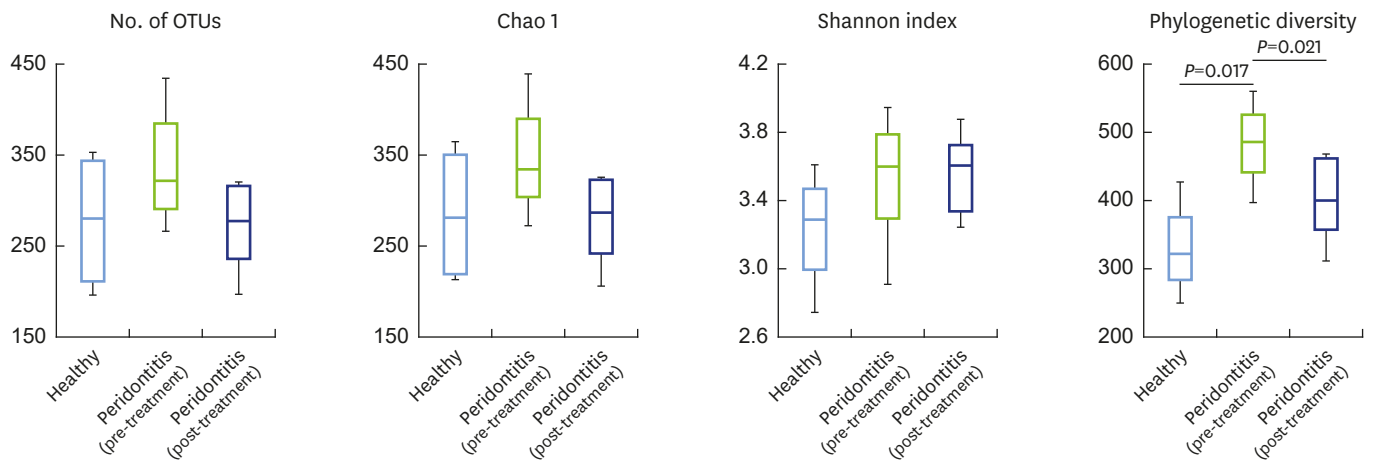 No. of OTUs
450
350
250
150
Healthy
Peridontitis
(pre-treatment)
Peridontitis
(post-treatment)
Chao 1
450
350
250
150
Healthy
Peridontitis
(pre-treatment)
Peridontitis
(post-treatment)
Shannon index
4.2
3.8
3.4
3.0
2.6
Healthy
Peridontitis
(pre-treatment)
Peridontitis
(post-treatment)
Phylogenetic diversity
P=0.021
P=0.017
600
500
400
300
200
Healthy
Peridontitis
(pre-treatment)
Peridontitis
(post-treatment)